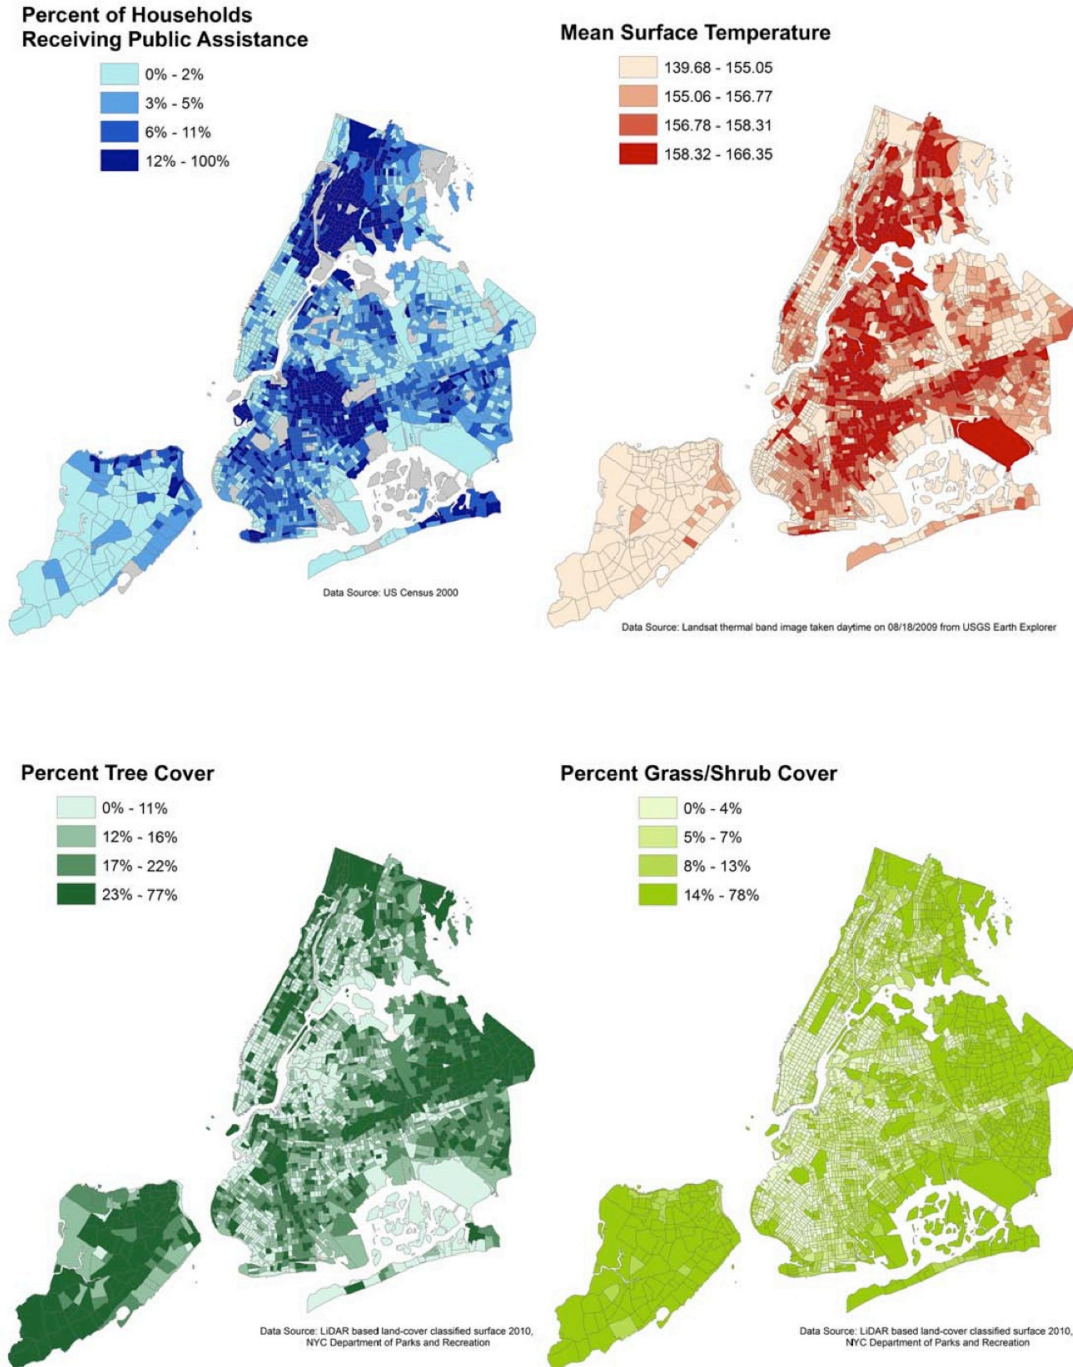 Percent of Households
Receiving Public Assistance
0% - 2%
3% - 5%
6% - 11%
12% - 100%
Data Source: US Census 2000
Mean Surface Temperature
139.68 - 155.05
155.06 - 156.77
156.78 - 158.31
158.32 - 166.35
Data Source: Landsat thermal band image taken daytime on 08/18/2009 from USGS Earth Explorer
Percent Tree Cover
0% - 11%
12% - 16%
17% - 22%
23% - 77%
Data Source: LiDAR based land-cover classified surface 2010,
NYC Department of Parks and Recreation
Percent Grass/Shrub Cover
0% - 4%
5% - 7%
8% - 13%
14% - 78%
Data Source: LiDAR based land-cover classified surface 2010,
NYC Department of Parks and Recreation